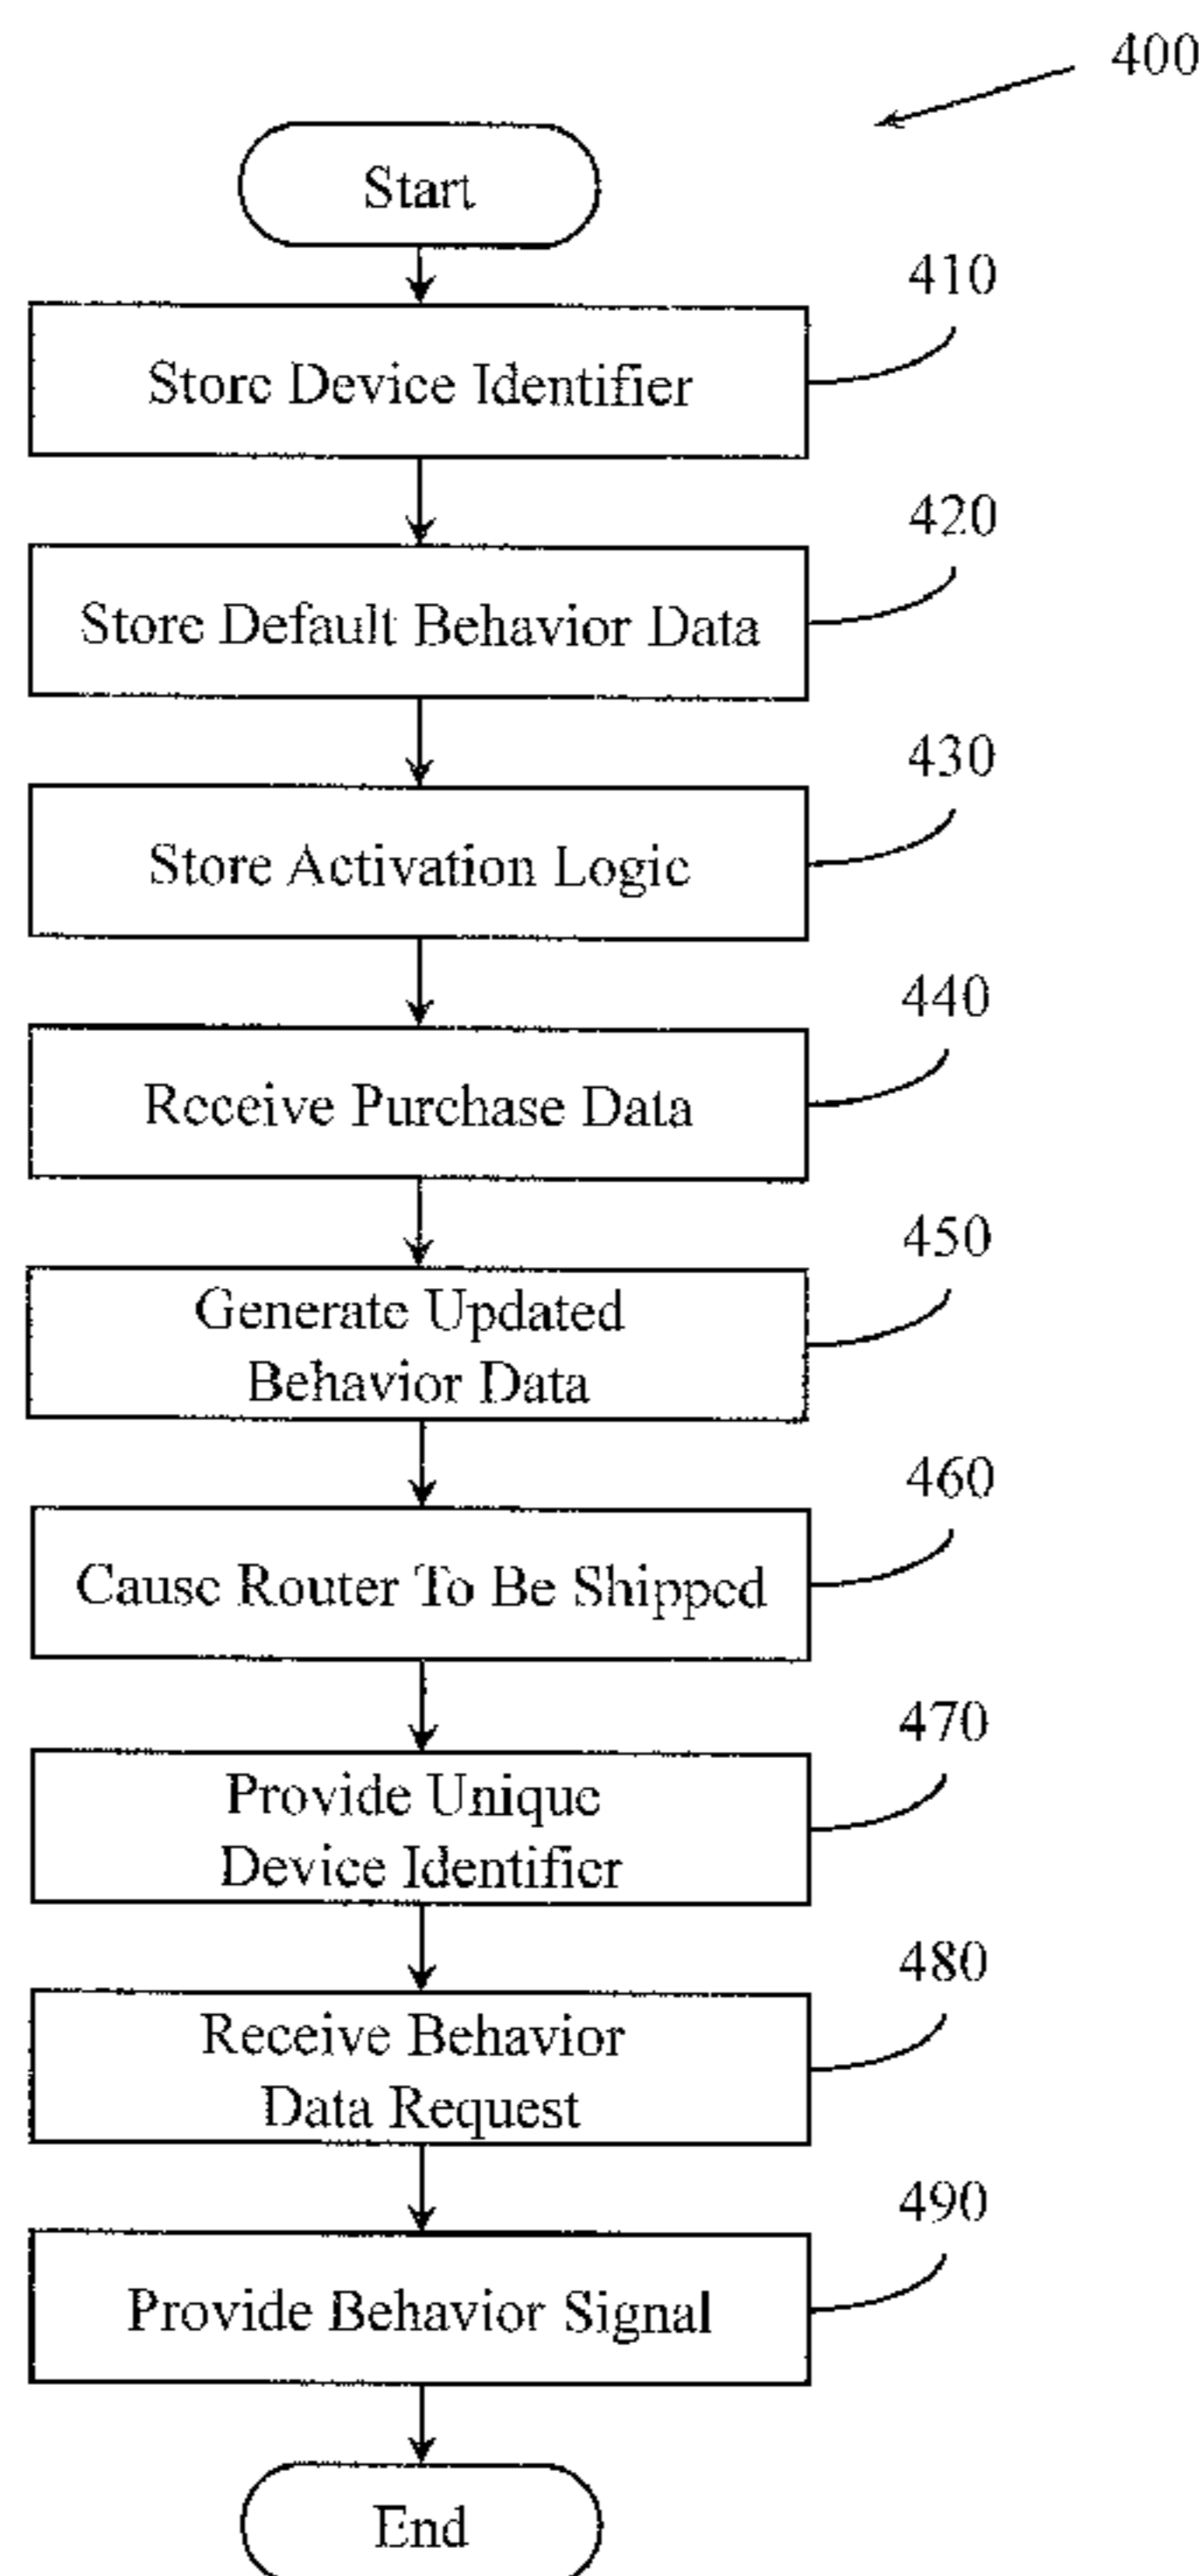 400
Start
410
Store Device Identifier
420
Store Default Behavior Data
430
Store Activation Logic
440
Receive Purchase Data
450
Generate Updated
Behavior Data
460
Cause Router To Be Shipped
470
Provide Unique
Device Identifier
480
Receive Behavior
Data Request
490
Provide Behavior Signal
End